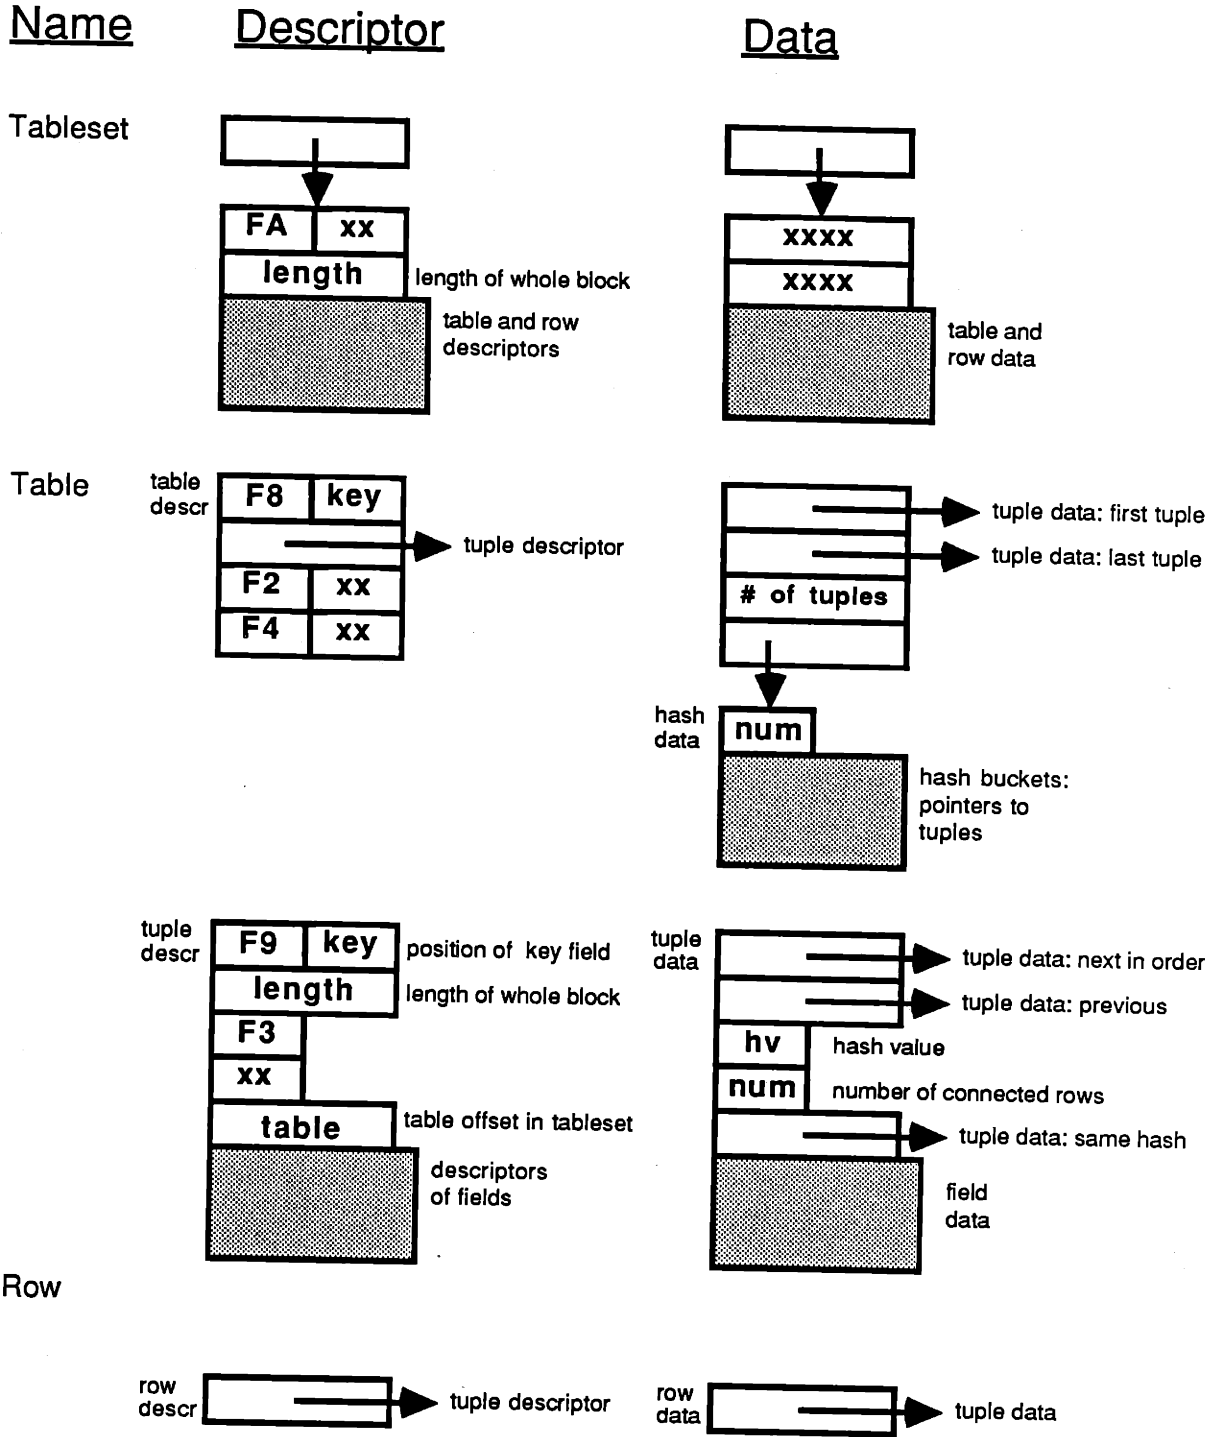 Name Descriptor Data
Tableset
FA xx
length length of whole block
table and row
descriptors
xxxx
xxxx
table and
row data
Table
table
descr
F8 key
tuple descriptor
F2 xx
F4 xx
tuple data: first tuple
tuple data: last tuple
# of tuples
hash
data
num
hash buckets:
pointers to
tuples
tuple
descr
F9 key position of key field
length length of whole block
F3
xx
table table offset in tableset
descriptors
of fields
tuple
data
tuple data: next in order
tuple data: previous
hv hash value
num number of connected rows
tuple data: same hash
field
data
Row
row
descr
tuple descriptor
row
data
tuple data